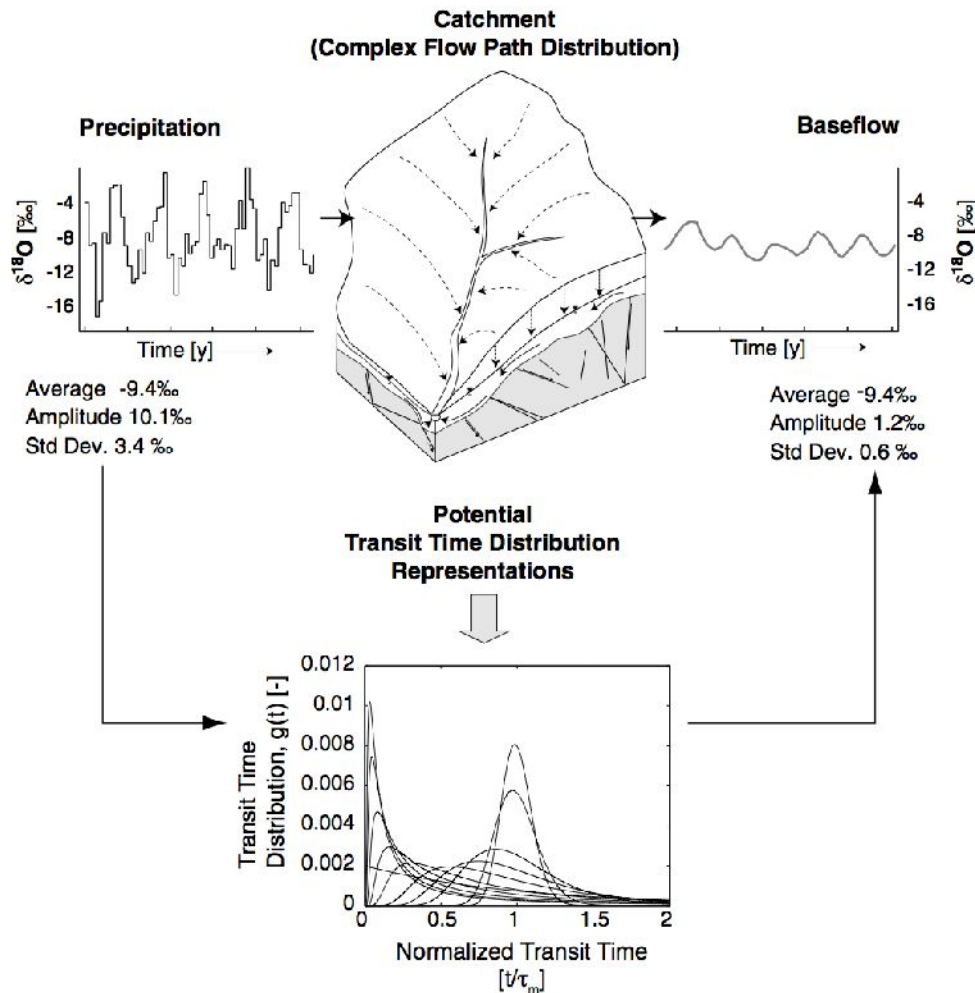 Catchment
(Complex Flow Path Distribution)
Precipitation
δ¹⁸O [‰]
-4
-8
-12
-16
Time [y]
Average -9.4‰
Amplitude 10.1‰
Std Dev. 3.4 ‰
Baseflow
-4
-8
-12
-16
δ¹⁸O [‰]
Time [y]
Average -9.4‰
Amplitude 1.2‰
Std Dev. 0.6 ‰
Potential
Transit Time Distribution
Representations
Transit Time
Distribution, g(t) [-]
0.012
0.01
0.008
0.006
0.004
0.002
0
0 0.5 1 1.5 2
Normalized Transit Time
[t/τm]